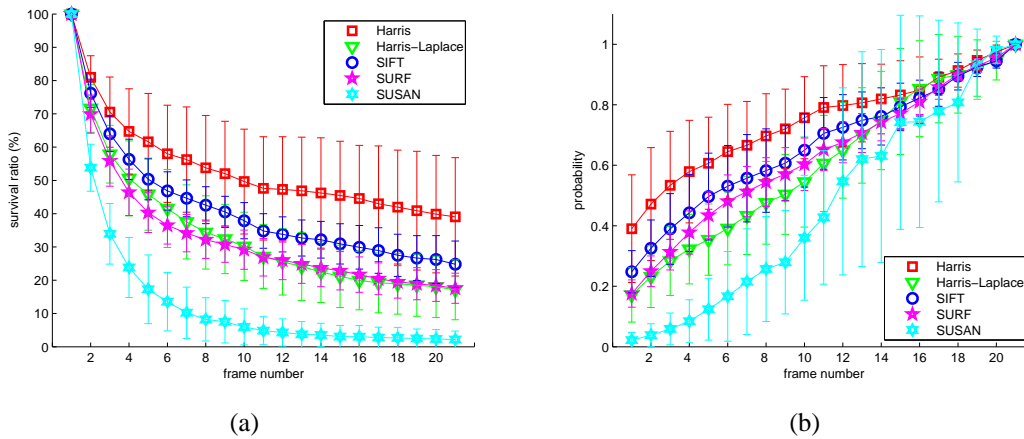 100
90
80
70
60
50
40
30
20
10
0
survival ratio (%)
2 4 6 8 10 12 14 16 18 20
frame number
Harris
Harris−Laplace
SIFT
SURF
SUSAN
(a)
1
0.8
0.6
0.4
0.2
0
probability
2 4 6 8 10 12 14 16 18 20
frame number
Harris
Harris−Laplace
SIFT
SURF
SUSAN
(b)